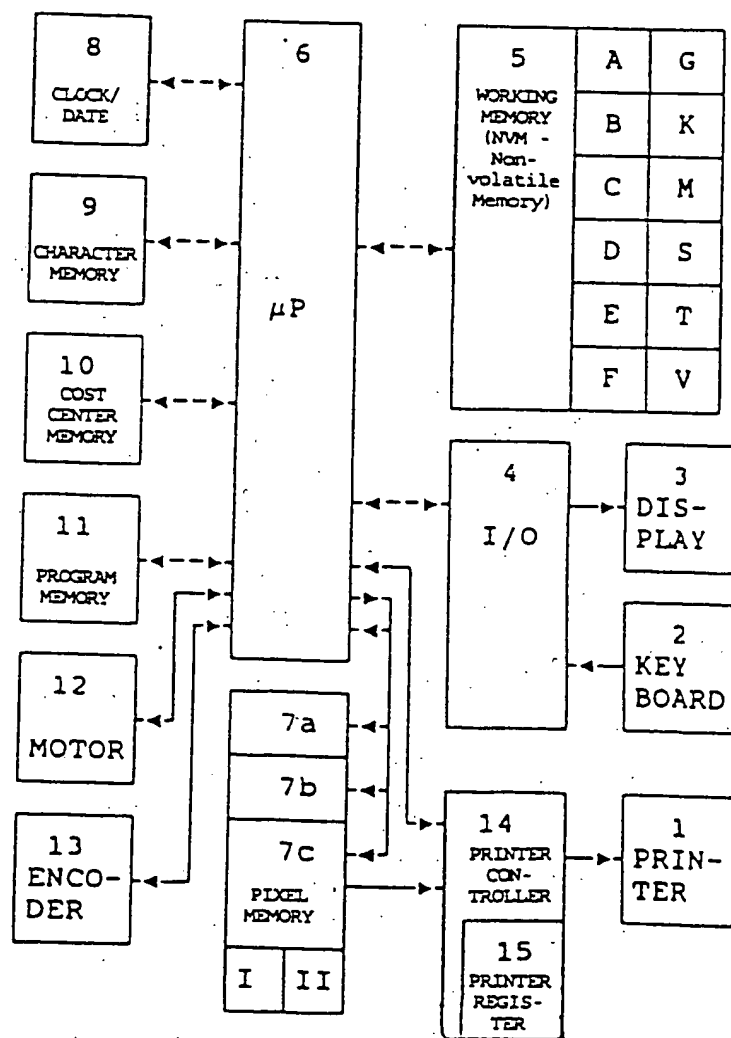 8
CLOCK/
DATE
9
CHARACTER
MEMORY
10
COST
CENTER
MEMORY
11
PROGRAM
MEMORY
12
MOTOR
13
ENCO-
DER
6
μP
7a
7b
7c
PIXEL
MEMORY
I II
5
WORKING
MEMORY
(NVM -
Non-
volatile
Memory)
A G
B K
C M
D S
E T
F V
4
I/O
3
DIS-
PLAY
2
KEY
BOARD
14
PRINTER
CON-
TROLLER
15
PRINTER
REGIS-
TER
1
PRIN-
TER